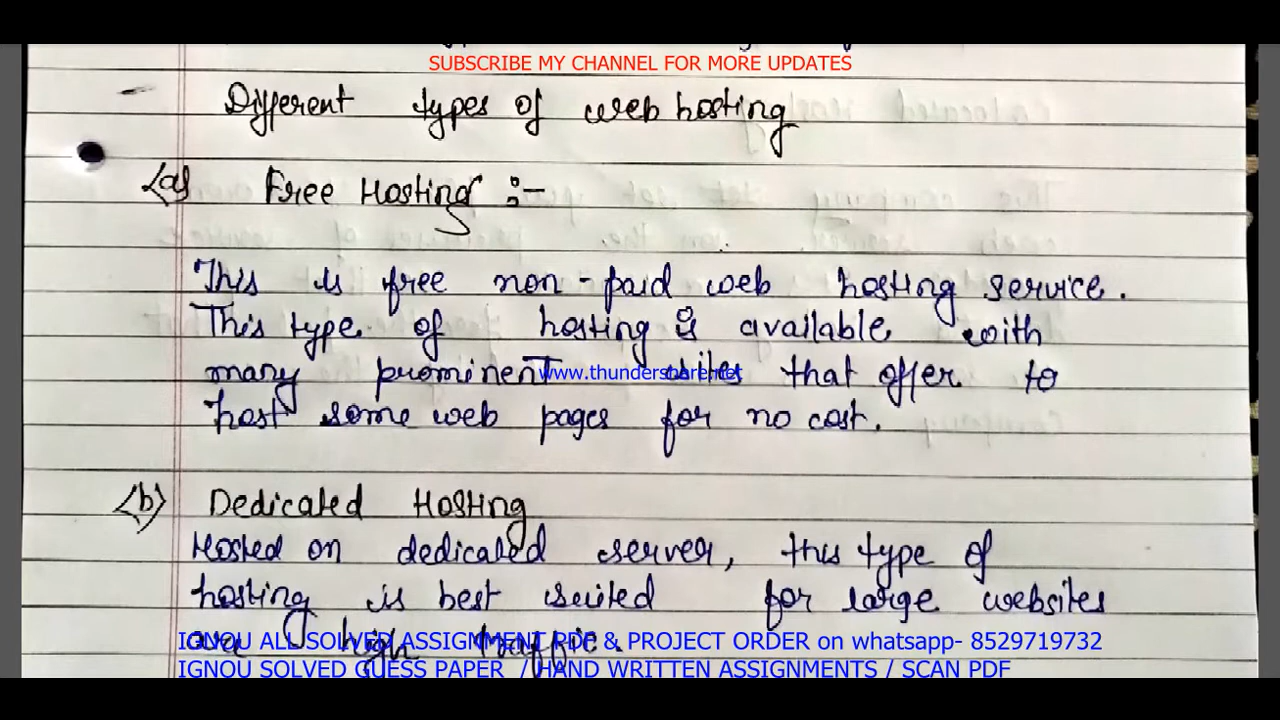 SUBSCRIBE MY CHANNEL FOR MORE UPDATES
Different types of web hosting
(a) Free Hosting :-
This is free non-paid web hosting service.
This type of hosting is available with
many prominent sites that offer to
www.thundershare.net
host some web pages for no cost.
(b) Dedicated Hosting
Hosted on dedicated server, this type of
hosting is best suited for large websites
high traffic.
IGNOU ALL SOLVED ASSIGNMENT PDF & PROJECT ORDER on whatsapp- 8529719732
IGNOU SOLVED GUESS PAPER / HAND WRITTEN ASSIGNMENTS / SCAN PDF